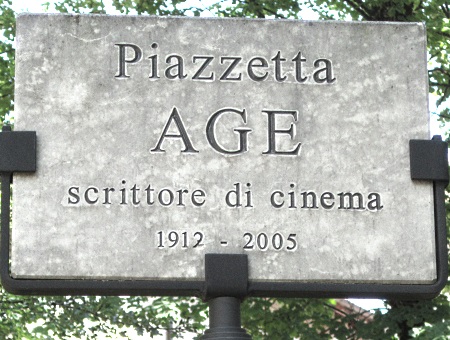 Piazzetta
AGE
scrittore di cinema
1912 - 2005